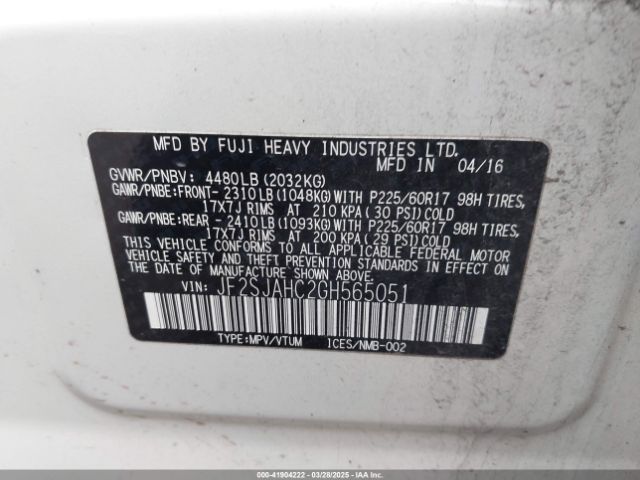 MFD BY FUJI HEAVY INDUSTRIES LTD.
MFD IN 04/16
GVWR/PNBV: 4480LB(2032KG)
GAWR/PNBE:FRONT- 2310LB(1048KG)WITH P225/60R17 98H TIRES,
17X7J RIMS AT 210 KPA(30 PSI)COLD
GAWR/PNBE:REAR - 2410LB(1093KG)WITH P225/60R17 98H TIRES,
17X7J RIMS AT 200 KPA(29 PSI)COLD
THIS VEHICLE CONFORMS TO ALL APPLICABLE FEDERAL MOTOR
VEHICLE SAFETY AND THEFT PREVENTION STANDARDS IN EFFECT
ON THE DATE OF MANUFACTURE SHOWN ABOVE.
VIN: JF2SJAHC2GH565051
TYPE:MPV/VTUM ICES/NMB-002
000-41904222 03/28/2025 IAAI.COM